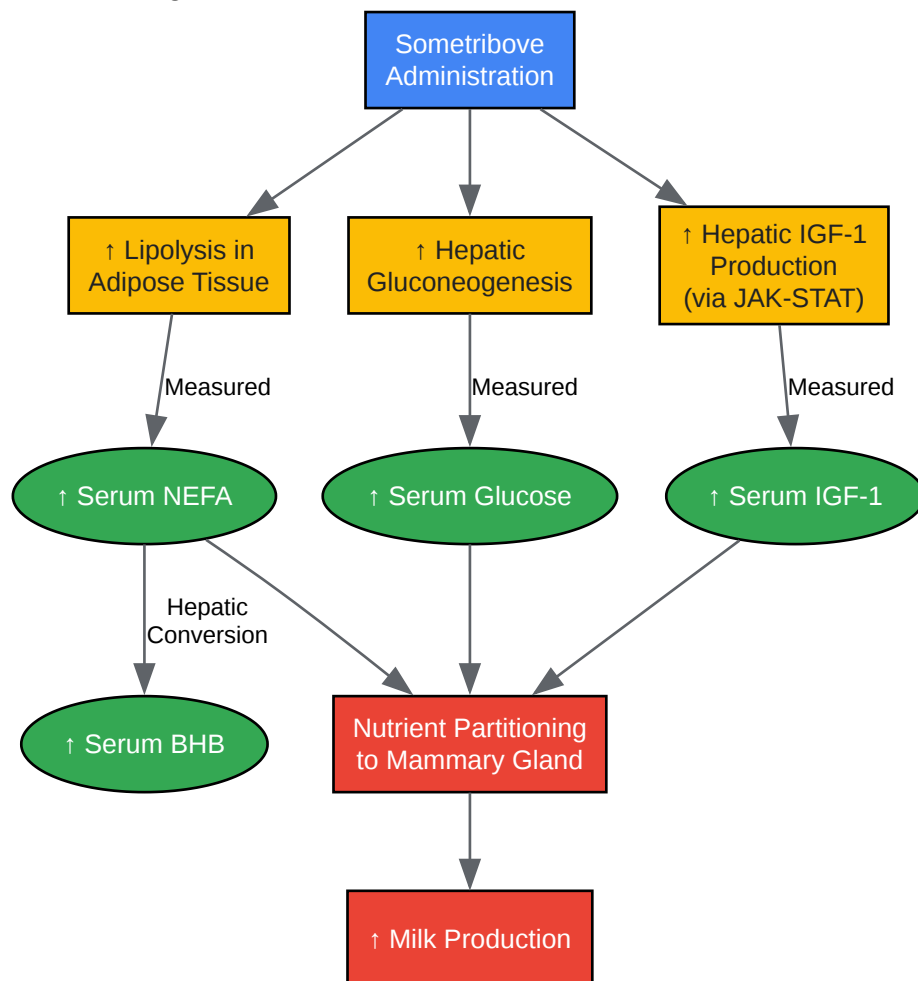 Sometribove
Administration
↑ Lipolysis in
Adipose Tissue
↑ Hepatic
Gluconeogenesis
↑ Hepatic IGF-1
Production
(via JAK-STAT)
Measured
Measured
Measured
↑ Serum NEFA
↑ Serum Glucose
↑ Serum IGF-1
Hepatic
Conversion
↑ Serum BHB
Nutrient Partitioning
to Mammary Gland
↑ Milk Production